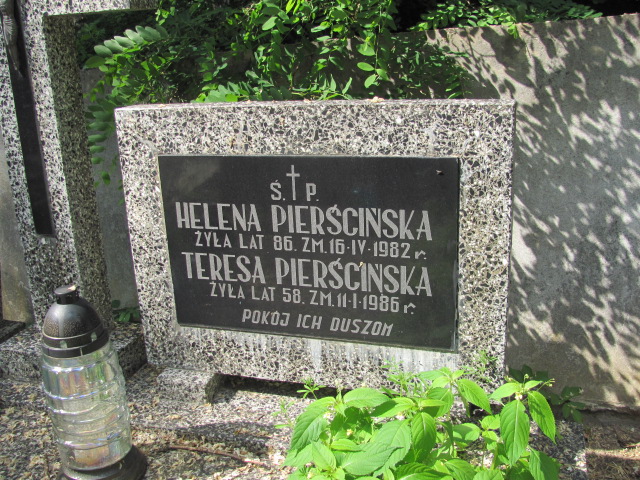 Ś. P.
HELENA PIERŚCIŃSKA
ŻYŁA LAT 86. ZM. 16·IV·1982 r.
TERESA PIERŚCIŃSKA
ŻYŁA LAT 58. ZM. 11·I·1986 r.
POKÓJ ICH DUSZOM